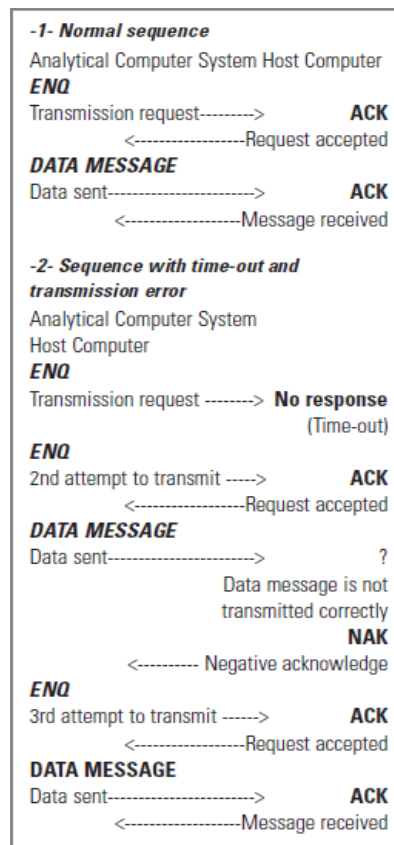 -1- Normal sequence
Analytical Computer System Host Computer
ENQ
Transmission request---------> ACK
<------------------Request accepted
DATA MESSAGE
Data sent------------------------> ACK
<-------------------Message received
-2- Sequence with time-out and
transmission error
Analytical Computer System
Host Computer
ENQ
Transmission request --------> No response
(Time-out)
ENQ
2nd attempt to transmit -----> ACK
<------------------Request accepted
DATA MESSAGE
Data sent------------------------> ?
Data message is not
transmitted correctly
NAK
<---------- Negative acknowledge
ENQ
3rd attempt to transmit ------> ACK
<------------------Request accepted
DATA MESSAGE
Data sent------------------------> ACK
<-------------------Message received